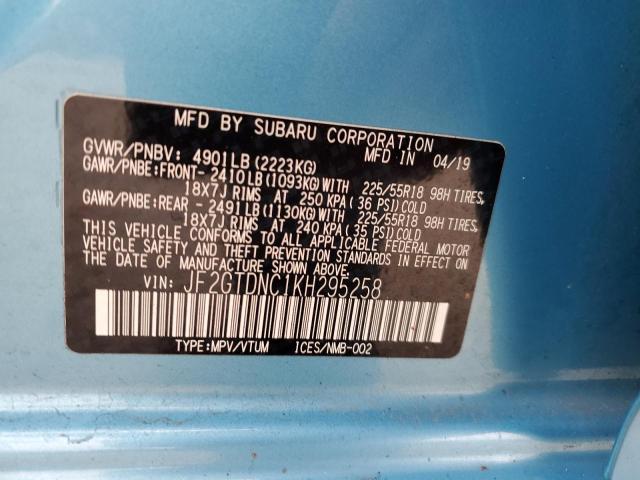 MFD BY SUBARU CORPORATION
GVWR/PNBV: 4901LB (2223KG) MFD IN 04/19
GAWR/PNBE:FRONT- 2410LB (1093KG) WITH 225/55R18 98H TIRES,
18X7J RIMS AT 250 KPA (36 PSI) COLD
GAWR/PNBE:REAR - 2491LB (1130KG) WITH 225/55R18 98H TIRES,
18X7J RIMS AT 240 KPA (35 PSI) COLD
THIS VEHICLE CONFORMS TO ALL APPLICABLE FEDERAL MOTOR
VEHICLE SAFETY AND THEFT PREVENTION STANDARDS IN EFFECT
ON THE DATE OF MANUFACTURE SHOWN ABOVE.
VIN: JF2GTDNC1KH295258
TYPE:MPV/VTUM ICES/NMB-002